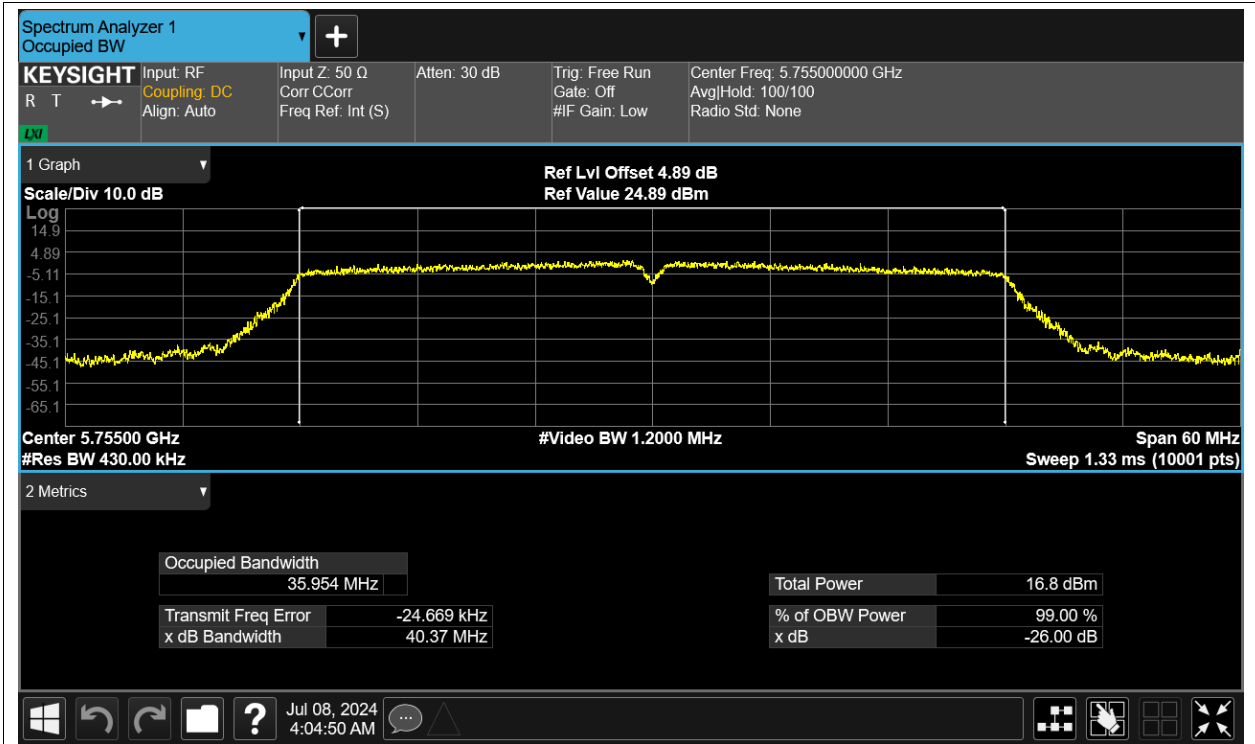 Spectrum Analyzer 1
Occupied BW
+
KEYSIGHT
R T
LXI
Input: RF
Coupling: DC
Align: Auto
Input Z: 50 Ω
Corr CCorr
Freq Ref: Int (S)
Atten: 30 dB
Trig: Free Run
Gate: Off
#IF Gain: Low
Center Freq: 5.755000000 GHz
Avg|Hold: 100/100
Radio Std: None
1 Graph
Scale/Div 10.0 dB
Ref Lvl Offset 4.89 dB
Ref Value 24.89 dBm
Log
14.9
4.89
-5.11
-15.1
-25.1
-35.1
-45.1
-55.1
-65.1
Center 5.75500 GHz
#Video BW 1.2000 MHz
Span 60 MHz
#Res BW 430.00 kHz
Sweep 1.33 ms (10001 pts)
2 Metrics
Occupied Bandwidth
35.954 MHz
Total Power 16.8 dBm
Transmit Freq Error -24.669 kHz
% of OBW Power 99.00 %
x dB Bandwidth 40.37 MHz
x dB -26.00 dB
?
Jul 08, 2024
4:04:50 AM